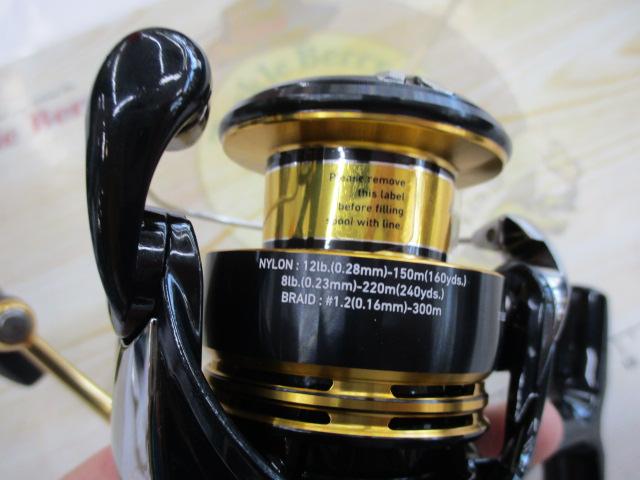 Please remove
this label
before filling
spool with line
NYLON : 12lb.(0.28mm)-150m(160yds.)
8lb.(0.23mm)-220m(240yds.)
BRAID : #1.2(0.16mm)-300m